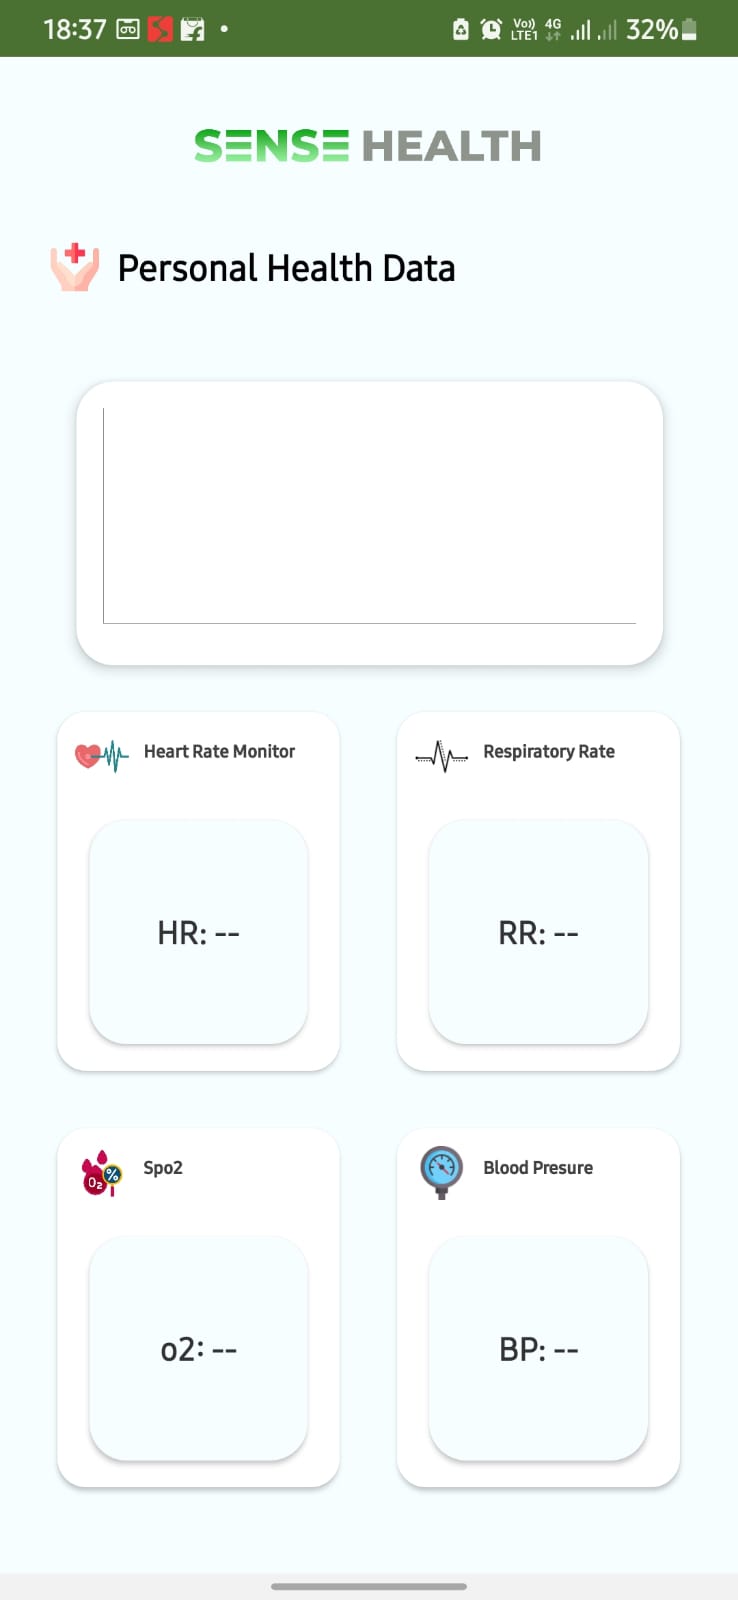 18:37 Vo)) LTE1 4G 32%
SENSE HEALTH
Personal Health Data
Heart Rate Monitor
Respiratory Rate
HR: --
RR: --
O2 %
Spo2
Blood Presure
o2: --
BP: --